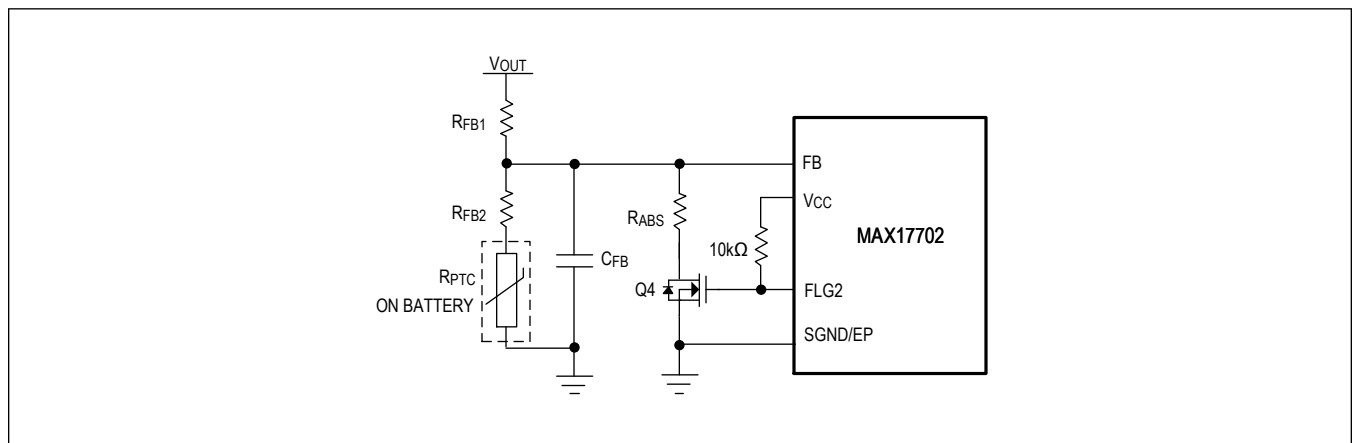 VOUT
RFB1
FB
VCC
RFB2
RABS
MAX17702
10kΩ
CFB
RPTC
Q4
FLG2
ON BATTERY
SGND/EP